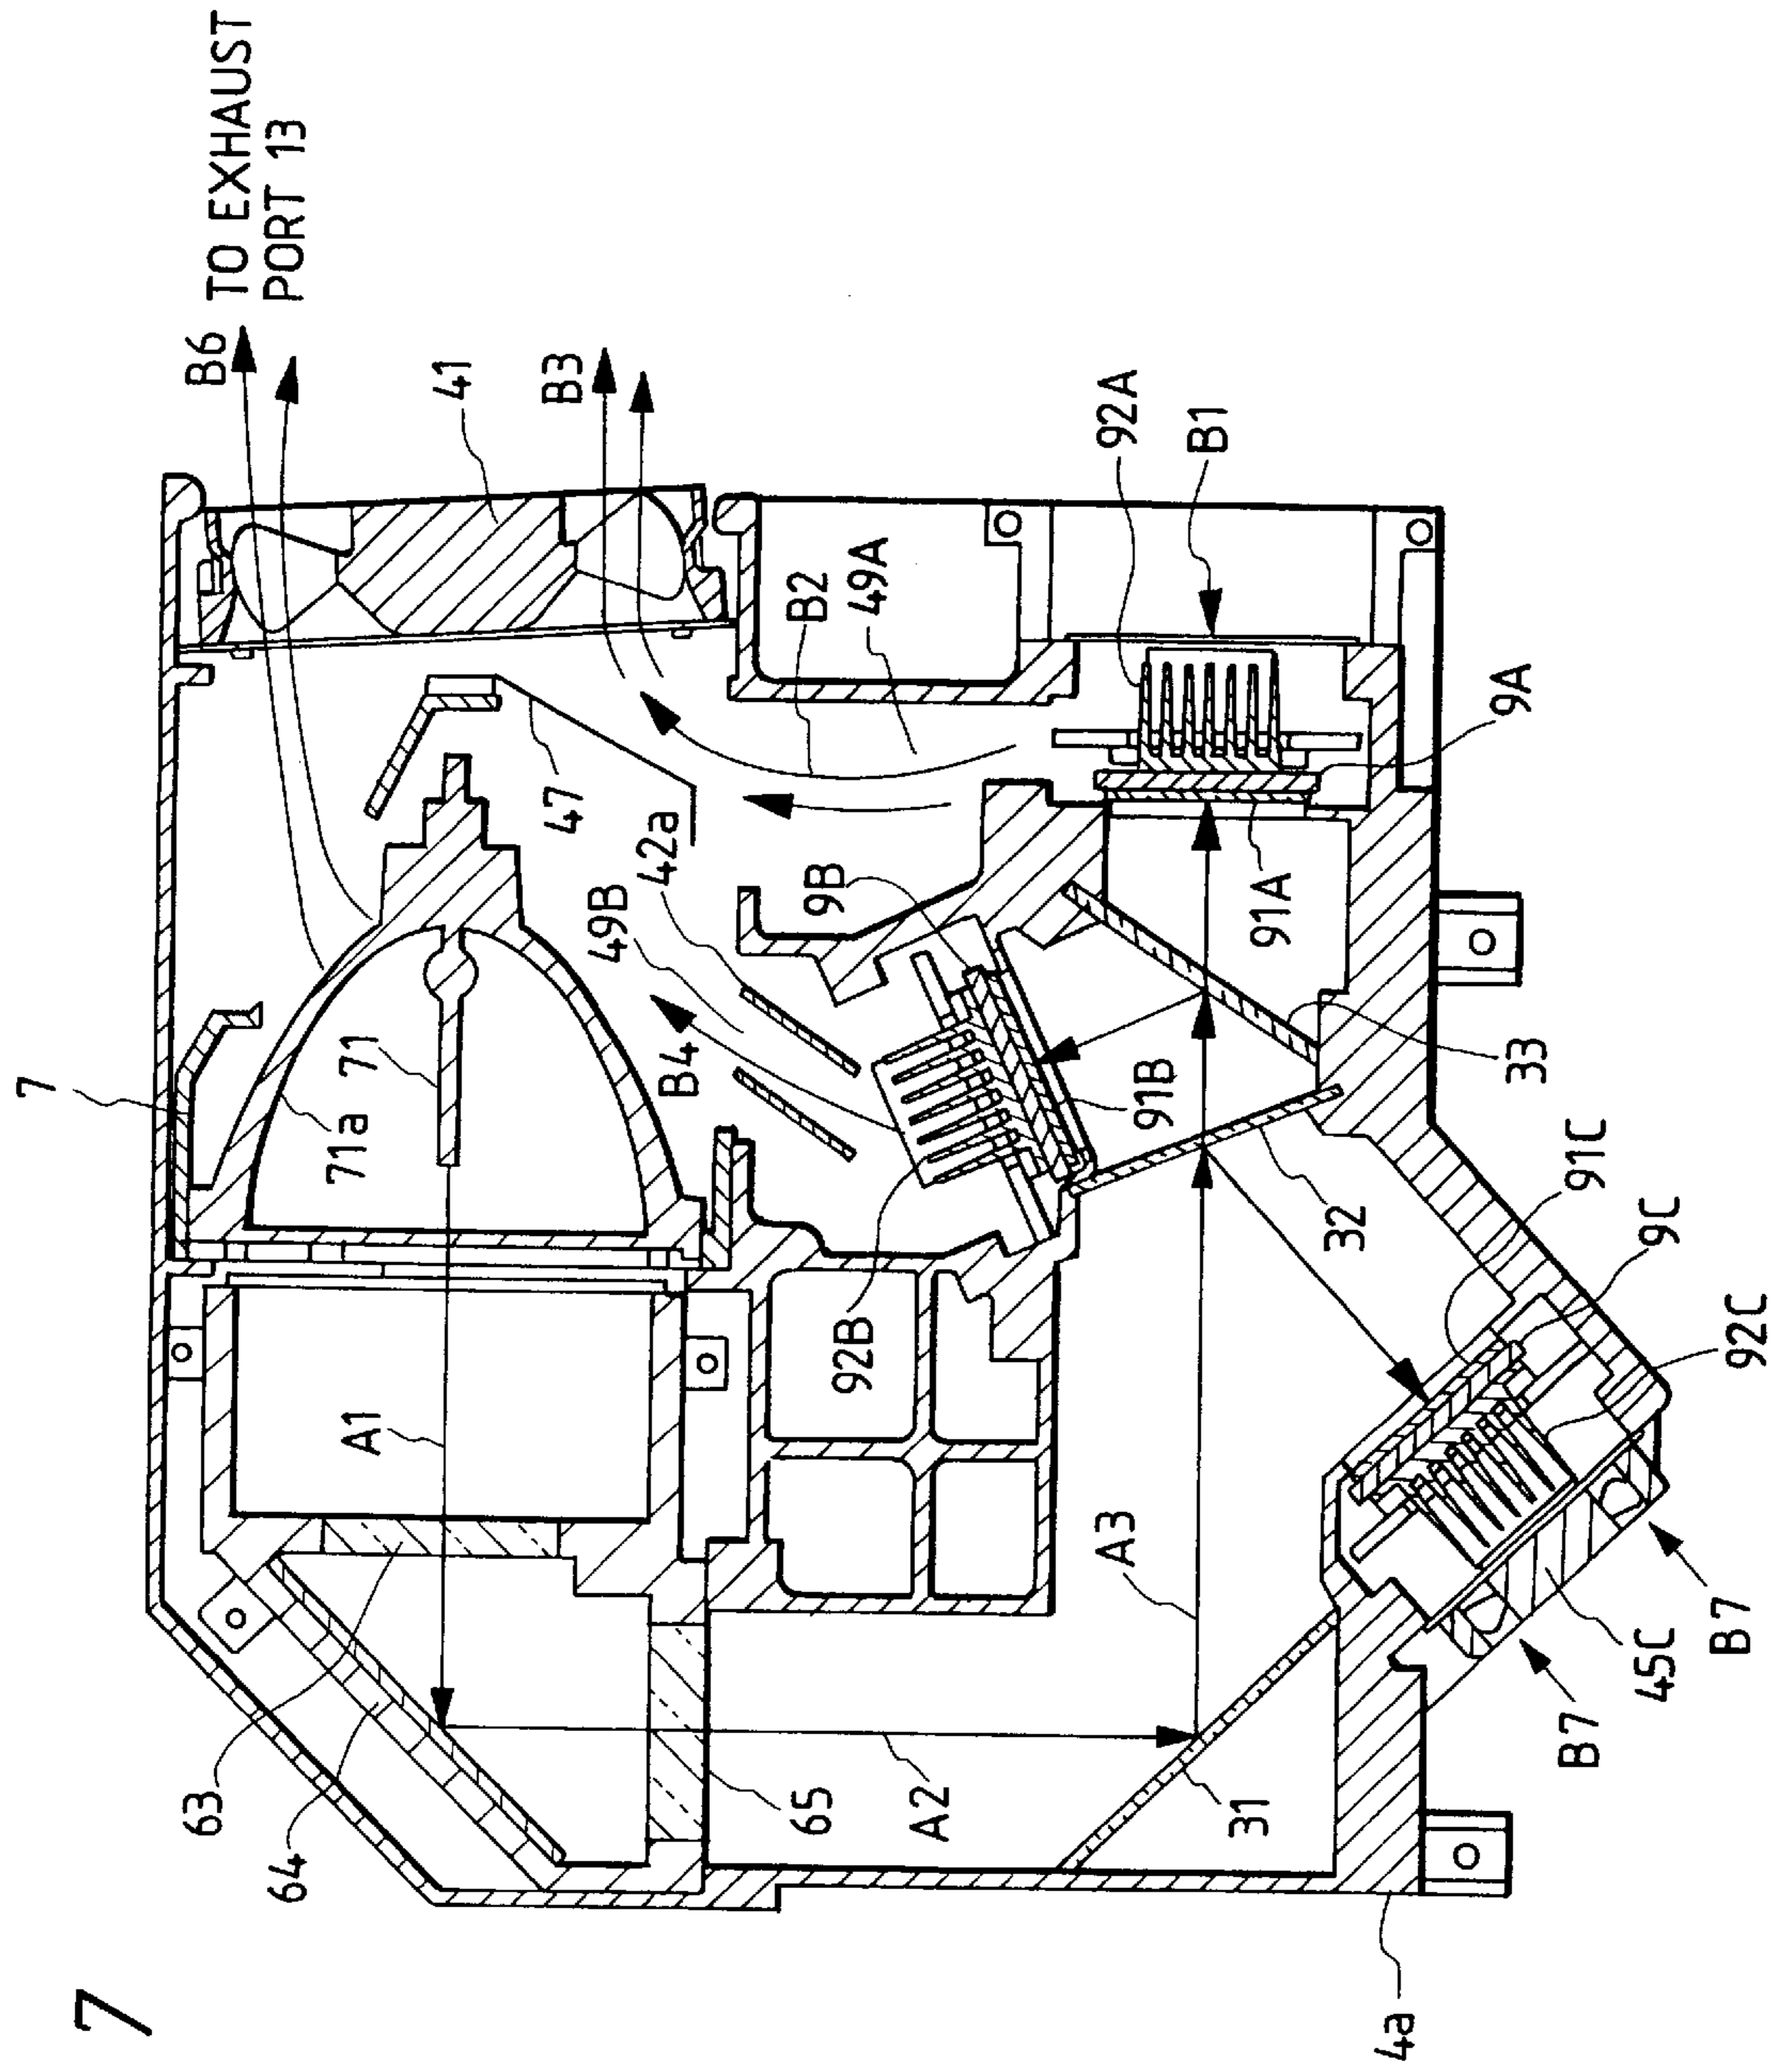 7
7
B6 TO EXHAUST
PORT 13
41
B3
92A
B1
B2
49A
9A
47
42a
49B
9B
91A
B4
71
71a
91B
33
32
91C
9C
92C
92B
A1
A3
63
64
65
A2
31
45C
B7
B7
4a